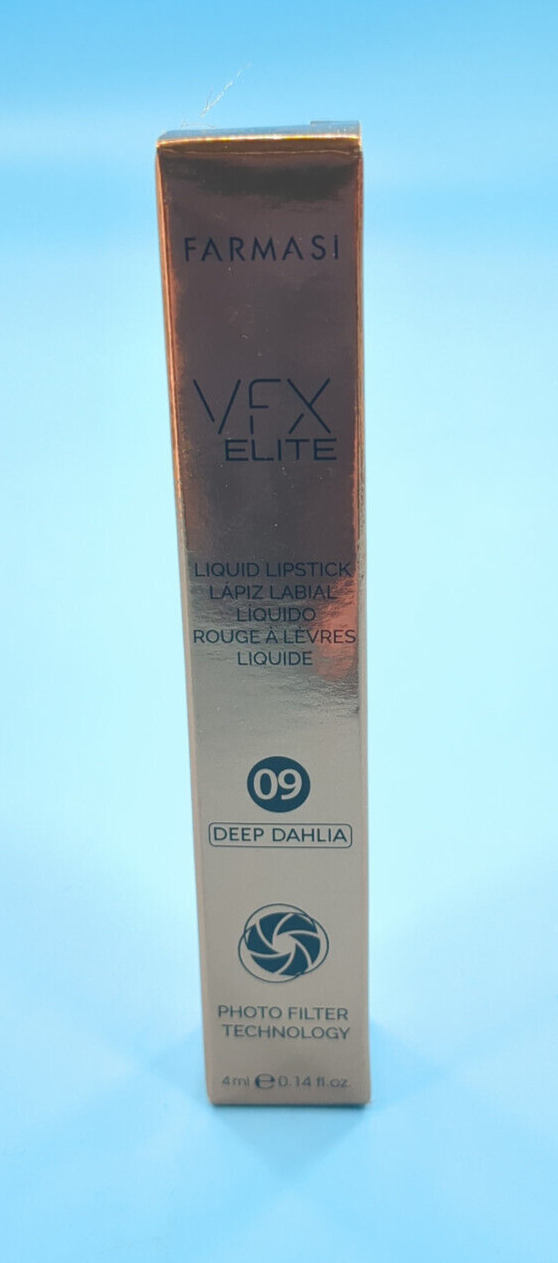 FARMASi
VFX
ELITE
LIQUID LIPSTICK
LÁPIZ LABIAL
LÍQUIDO
ROUGE À LÈVRES
LIQUIDE
09
DEEP DAHLIA
PHOTO FILTER
TECHNOLOGY
4ml ℮ 0.14 fl.oz.